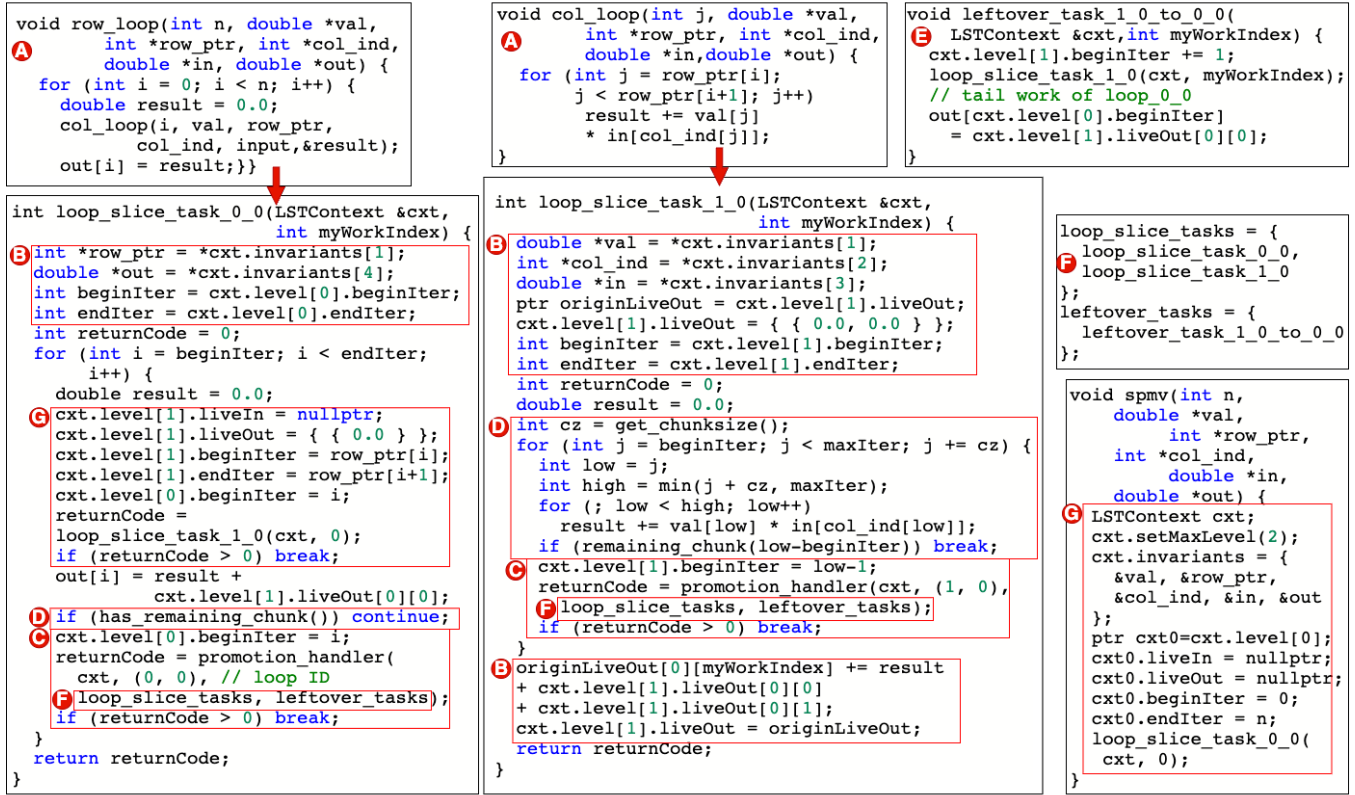 void row_loop(int n, double *val,
int *row_ptr, int *col_ind,
double *in, double *out) {
A
for (int i = 0; i < n; i++) {
double result = 0.0;
col_loop(i, val, row_ptr,
col_ind, input,&result);
out[i] = result;}}
void col_loop(int j, double *val,
int *row_ptr, int *col_ind,
double *in,double *out) {
A
for (int j = row_ptr[i];
j < row_ptr[i+1]; j++)
result += val[j]
* in[col_ind[j]];
}
void leftover_task_1_0_to_0_0(
E LSTContext &cxt,int myWorkIndex) {
cxt.level[1].beginIter += 1;
loop_slice_task_1_0(cxt, myWorkIndex);
// tail work of loop_0_0
out[cxt.level[0].beginIter]
= cxt.level[1].liveOut[0][0];
}
int loop_slice_task_0_0(LSTContext &cxt,
int myWorkIndex) {
B int *row_ptr = *cxt.invariants[1];
double *out = *cxt.invariants[4];
int beginIter = cxt.level[0].beginIter;
int endIter = cxt.level[0].endIter;
int returnCode = 0;
for (int i = beginIter; i < endIter;
i++) {
double result = 0.0;
G cxt.level[1].liveIn = nullptr;
cxt.level[1].liveOut = { { 0.0 } };
cxt.level[1].beginIter = row_ptr[i];
cxt.level[1].endIter = row_ptr[i+1];
cxt.level[0].beginIter = i;
returnCode =
loop_slice_task_1_0(cxt, 0);
if (returnCode > 0) break;
out[i] = result +
cxt.level[1].liveOut[0][0];
D if (has_remaining_chunk()) continue;
C cxt.level[0].beginIter = i;
returnCode = promotion_handler(
cxt, (0, 0), // loop ID
F loop_slice_tasks, leftover_tasks);
if (returnCode > 0) break;
}
return returnCode;
}
int loop_slice_task_1_0(LSTContext &cxt,
int myWorkIndex) {
B double *val = *cxt.invariants[1];
int *col_ind = *cxt.invariants[2];
double *in = *cxt.invariants[3];
ptr originLiveOut = cxt.level[1].liveOut;
cxt.level[1].liveOut = { { 0.0, 0.0 } };
int beginIter = cxt.level[1].beginIter;
int endIter = cxt.level[1].endIter;
int returnCode = 0;
double result = 0.0;
D int cz = get_chunksize();
for (int j = beginIter; j < maxIter; j += cz) {
int low = j;
int high = min(j + cz, maxIter);
for (; low < high; low++)
result += val[low] * in[col_ind[low]];
if (remaining_chunk(low-beginIter)) break;
C cxt.level[1].beginIter = low-1;
returnCode = promotion_handler(cxt, (1, 0),
F loop_slice_tasks, leftover_tasks);
if (returnCode > 0) break;
}
B originLiveOut[0][myWorkIndex] += result
+ cxt.level[1].liveOut[0][0]
+ cxt.level[1].liveOut[0][1];
cxt.level[1].liveOut = originLiveOut;
return returnCode;
}
loop_slice_tasks = {
F loop_slice_task_0_0,
loop_slice_task_1_0
};
leftover_tasks = {
leftover_task_1_0_to_0_0
};
void spmv(int n,
double *val,
int *row_ptr,
int *col_ind,
double *in,
double *out) {
G LSTContext cxt;
cxt.setMaxLevel(2);
cxt.invariants = {
&val, &row_ptr,
&col_ind, &in, &out
};
ptr cxt0=cxt.level[0];
cxt0.liveIn = nullptr;
cxt0.liveOut = nullptr;
cxt0.beginIter = 0;
cxt0.endIter = n;
loop_slice_task_0_0(
cxt, 0);
}